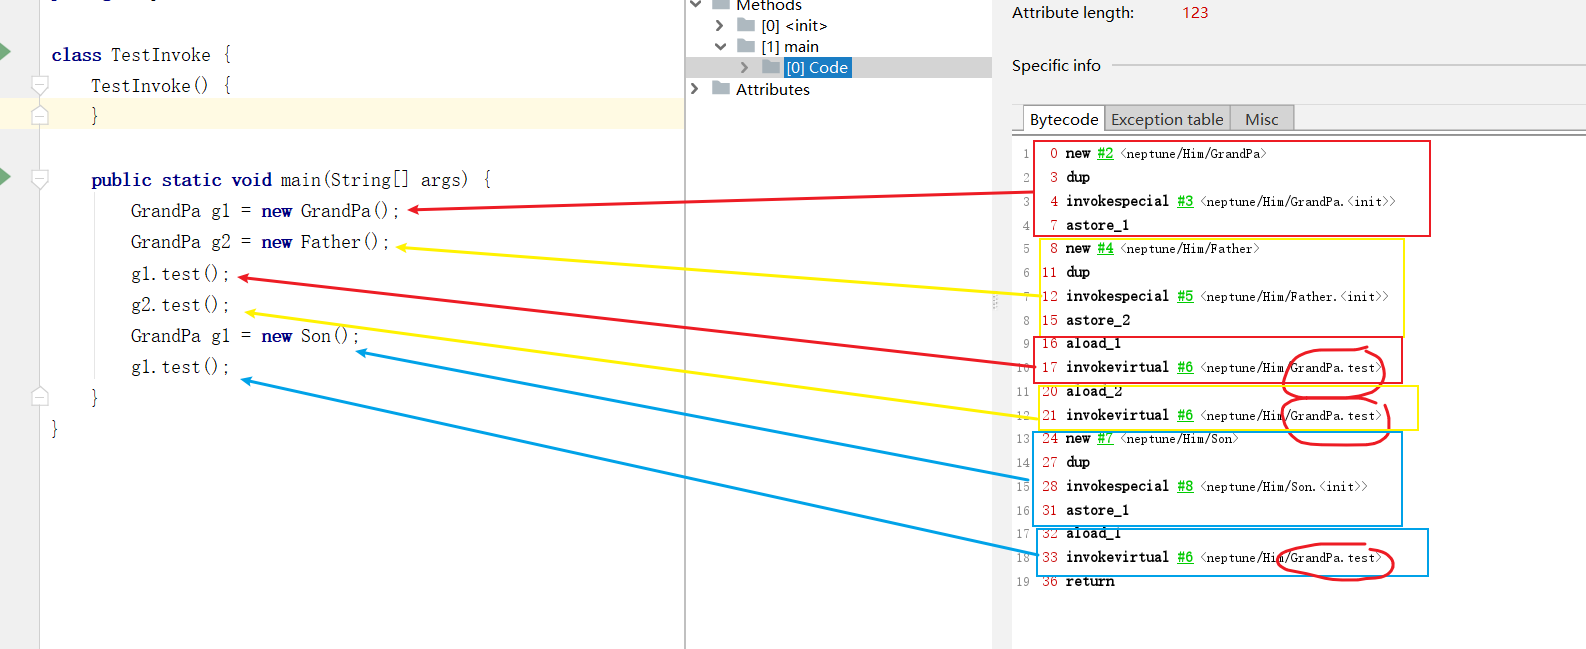 class TestInvoke {
TestInvoke() {
}
public static void main(String[] args) {
GrandPa g1 = new GrandPa();
GrandPa g2 = new Father();
g1.test();
g2.test();
GrandPa g1 = new Son();
g1.test();
}
}
Methods
[0] <init>
[1] main
[0] Code
Attributes
Attribute length: 123
Specific info
Bytecode Exception table Misc
1 0 new #2 <neptune/Him/GrandPa>
2 3 dup
3 4 invokespecial #3 <neptune/Him/GrandPa.<init>>
4 7 astore_1
5 8 new #4 <neptune/Him/Father>
6 11 dup
7 12 invokespecial #5 <neptune/Him/Father.<init>>
8 15 astore_2
9 16 aload_1
10 17 invokevirtual #6 <neptune/Him/GrandPa.test>
11 20 aload_2
12 21 invokevirtual #6 <neptune/Him/GrandPa.test>
13 24 new #7 <neptune/Him/Son>
14 27 dup
15 28 invokespecial #8 <neptune/Him/Son.<init>>
16 31 astore_1
17 32 aload_1
18 33 invokevirtual #6 <neptune/Him/GrandPa.test>
19 36 return